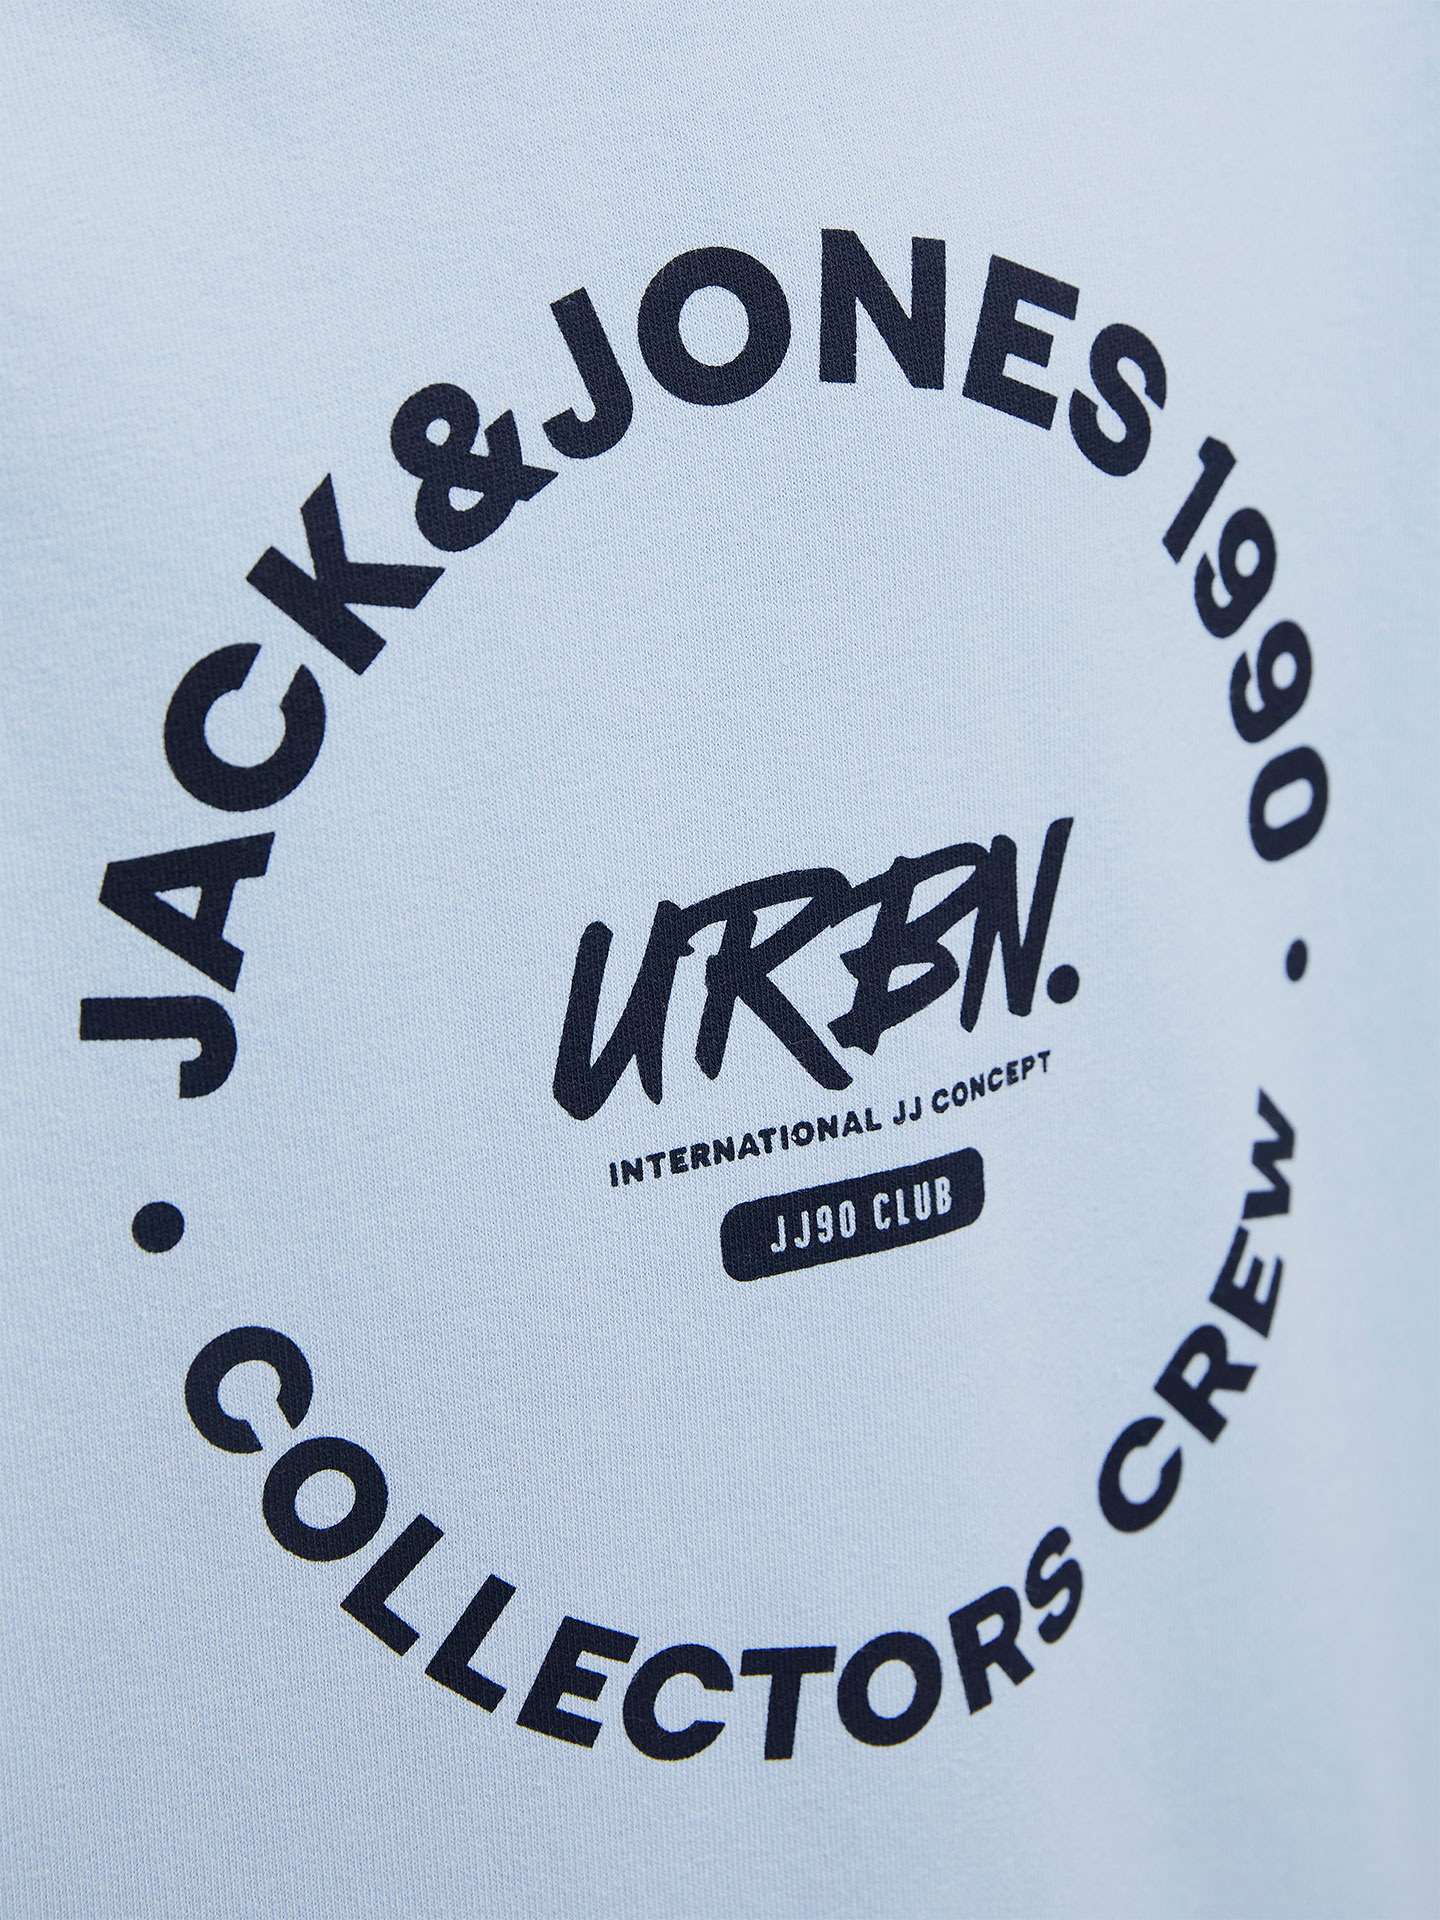 JACK&JONES 1990
URBN.
INTERNATIONAL JJ CONCEPT
JJ90 CLUB
COLLECTORS CREW